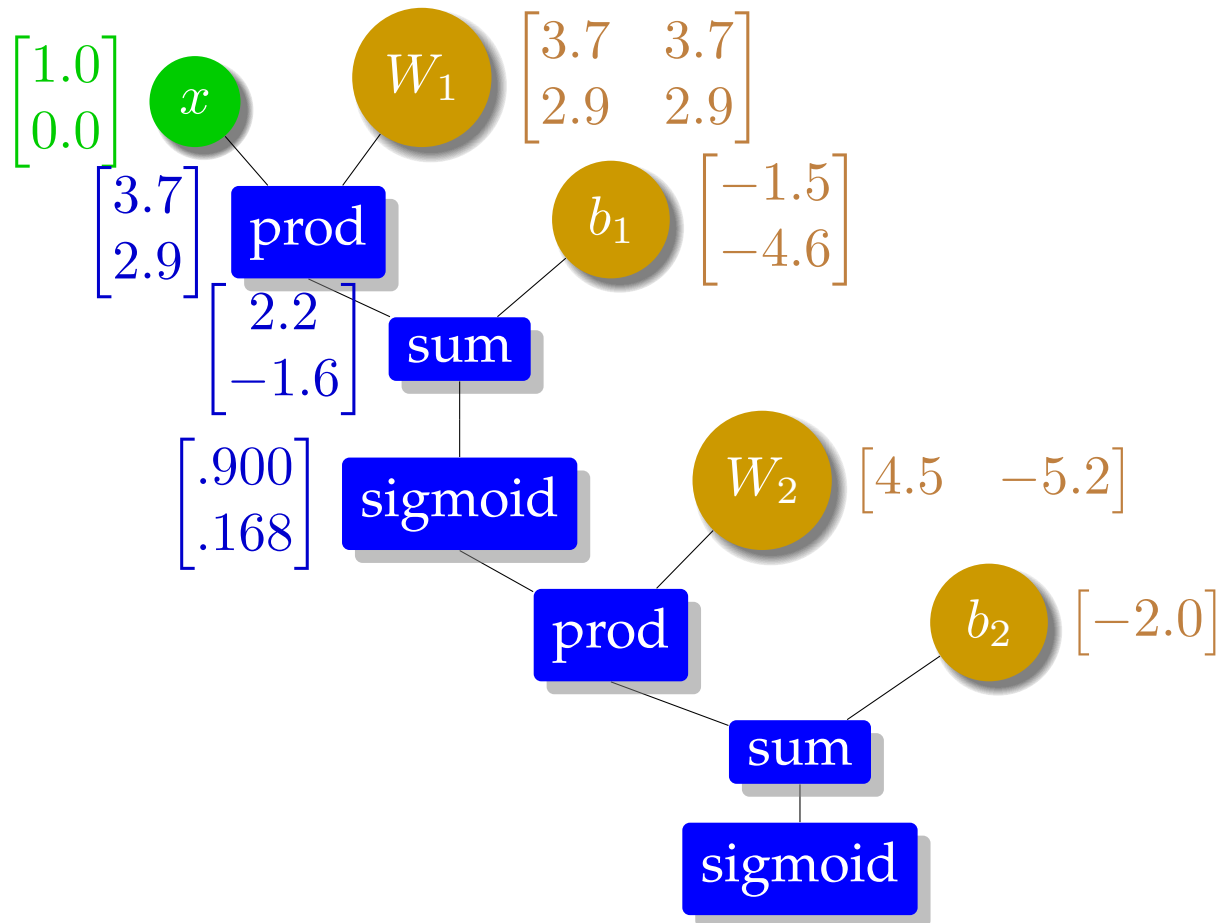 [1.0
0.0]
x
W₁
[3.7 3.7
2.9 2.9]
[3.7
2.9]
prod
b₁
[−1.5
−4.6]
[2.2
−1.6]
sum
[.900
.168]
sigmoid
W₂
[4.5 −5.2]
prod
b₂
[−2.0]
sum
sigmoid